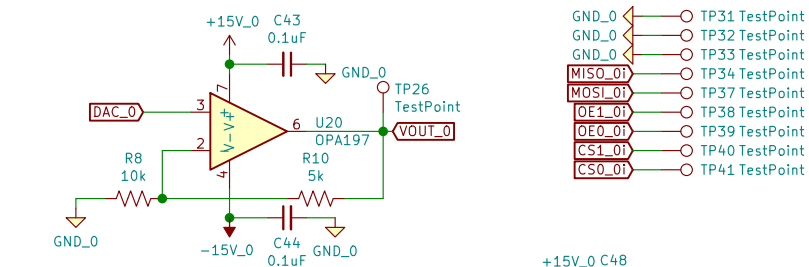 +15V_0
C43
0.1uF
GND_0
TP26
TestPoint
7
DAC_0
3
V+
6
U20
OPA197
VOUT_0
2
V-
4
R8
10k
R10
5k
GND_0
-15V_0
C44
0.1uF
GND_0
GND_0 TP31 TestPoint
GND_0 TP32 TestPoint
GND_0 TP33 TestPoint
MISO_0i TP34 TestPoint
MOSI_0i TP37 TestPoint
OE1_0i TP38 TestPoint
OE0_0i TP39 TestPoint
CS1_0i TP40 TestPoint
CS0_0i TP41 TestPoint
+15V_0 C48